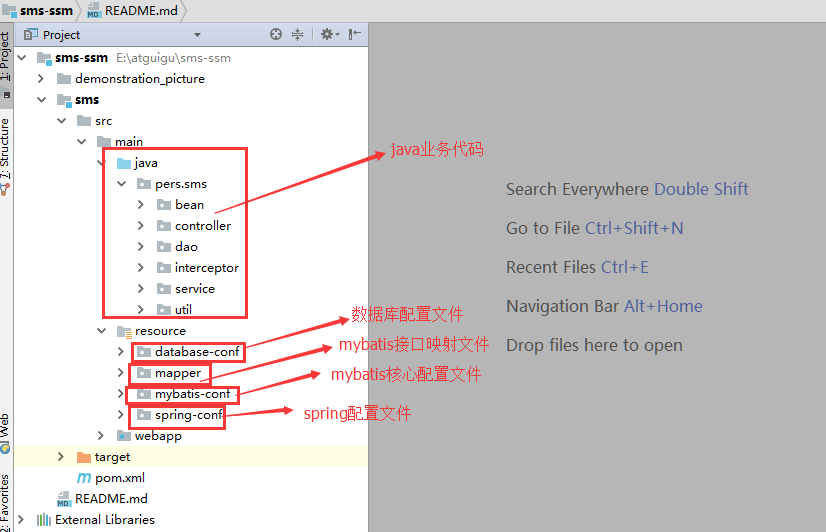 sms-ssm README.md
Project
sms-ssm E:\atguigu\sms-ssm
demonstration_picture
sms
src
main
java
pers.sms
bean
controller
dao
interceptor
service
util
resource
database-conf
mapper
mybatis-conf
spring-conf
webapp
target
pom.xml
README.md
External Libraries
1: Project
7: Structure
Web
2: Favorites
java业务代码
数据库配置文件
mybatis接口映射文件
mybatis核心配置文件
spring配置文件
Search Everywhere Double Shift
Go to File Ctrl+Shift+N
Recent Files Ctrl+E
Navigation Bar Alt+Home
Drop files here to open